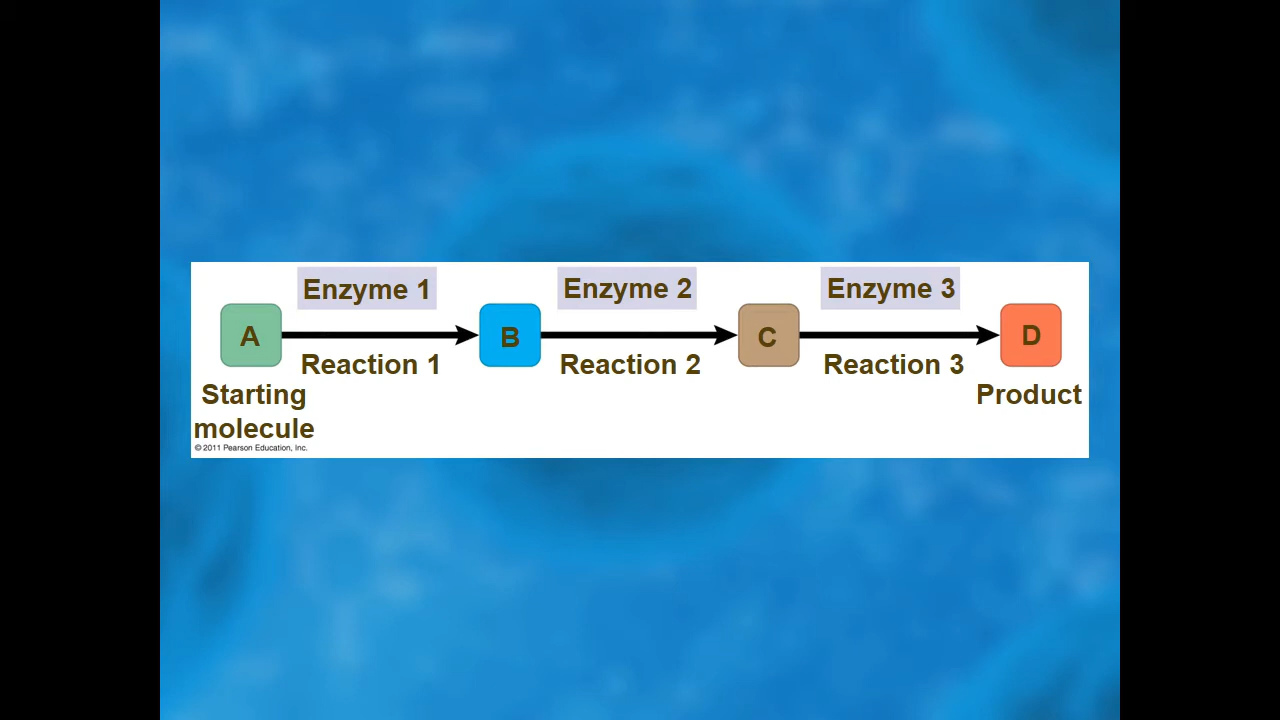 Enzyme 1
Enzyme 2
Enzyme 3
A
B
C
D
Reaction 1
Reaction 2
Reaction 3
Starting
molecule
Product
© 2011 Pearson Education, Inc.